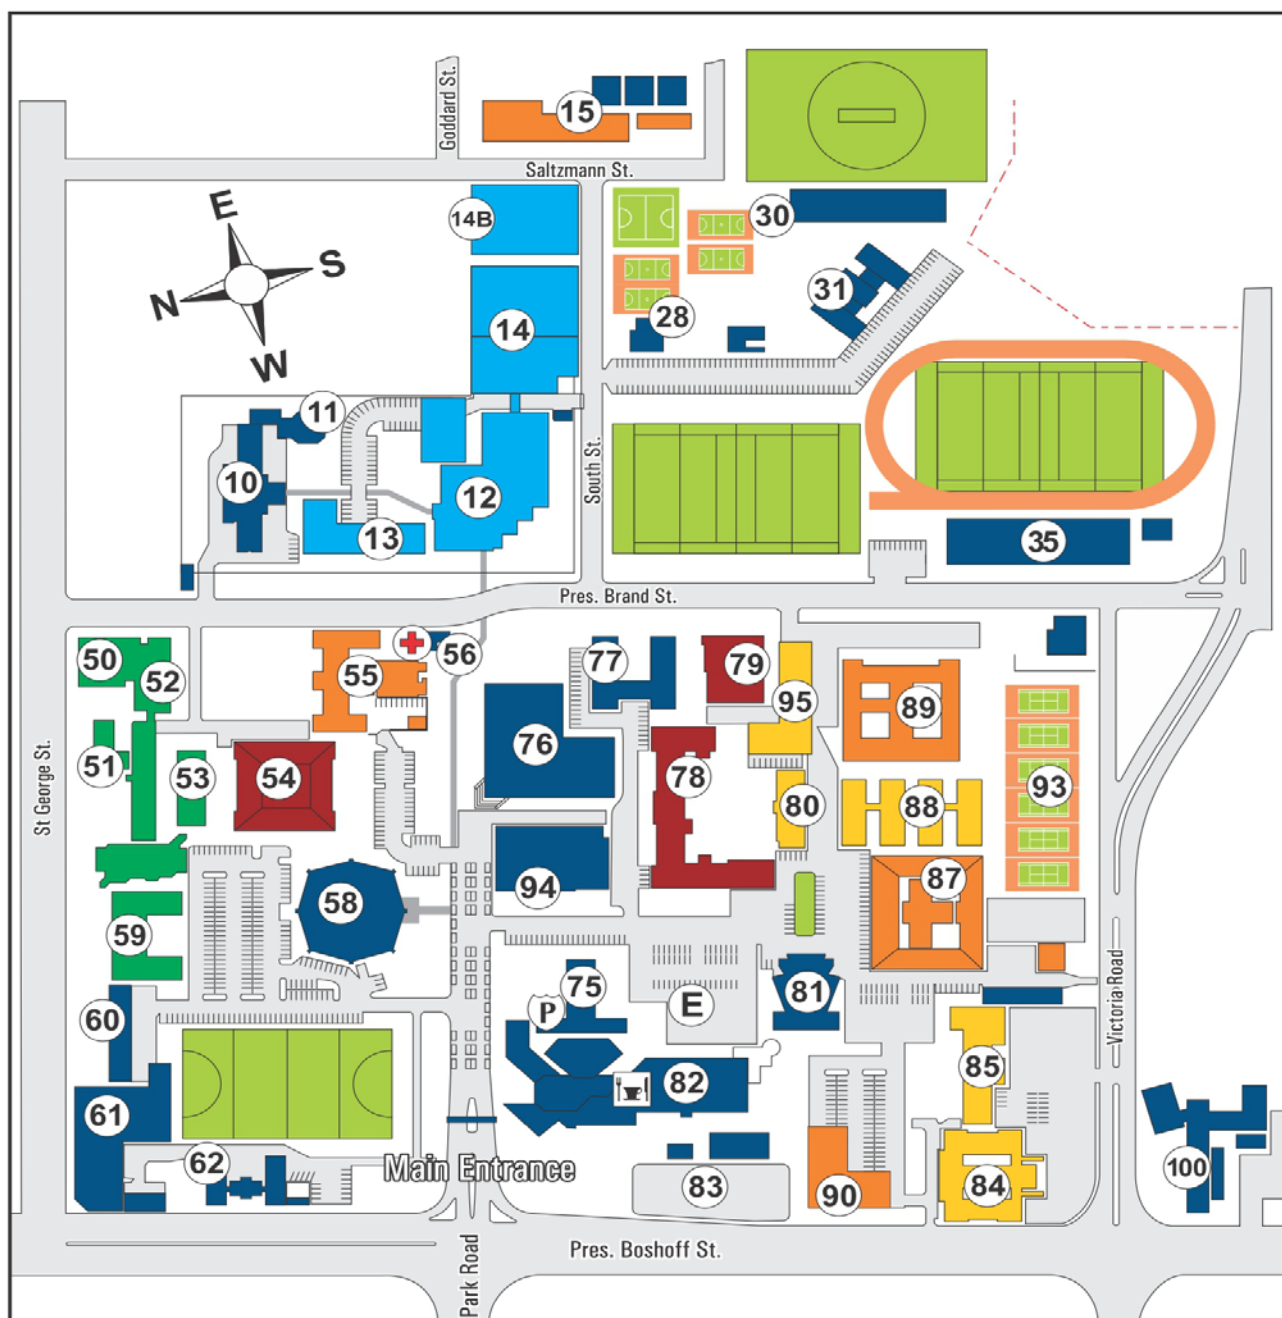 Goddard St.
15
Saltzmann St.
E
S
N
W
14B
30
31
28
14
11
10
12
South St.
13
35
Pres. Brand St.
50
52
55
56
77
79
95
89
51
53
54
76
78
80
88
93
St George St.
58
94
87
59
75
P
E
81
60
Victoria Road
61
82
85
62
Main Entrance
83
90
84
100
Park Road
Pres. Boshoff St.